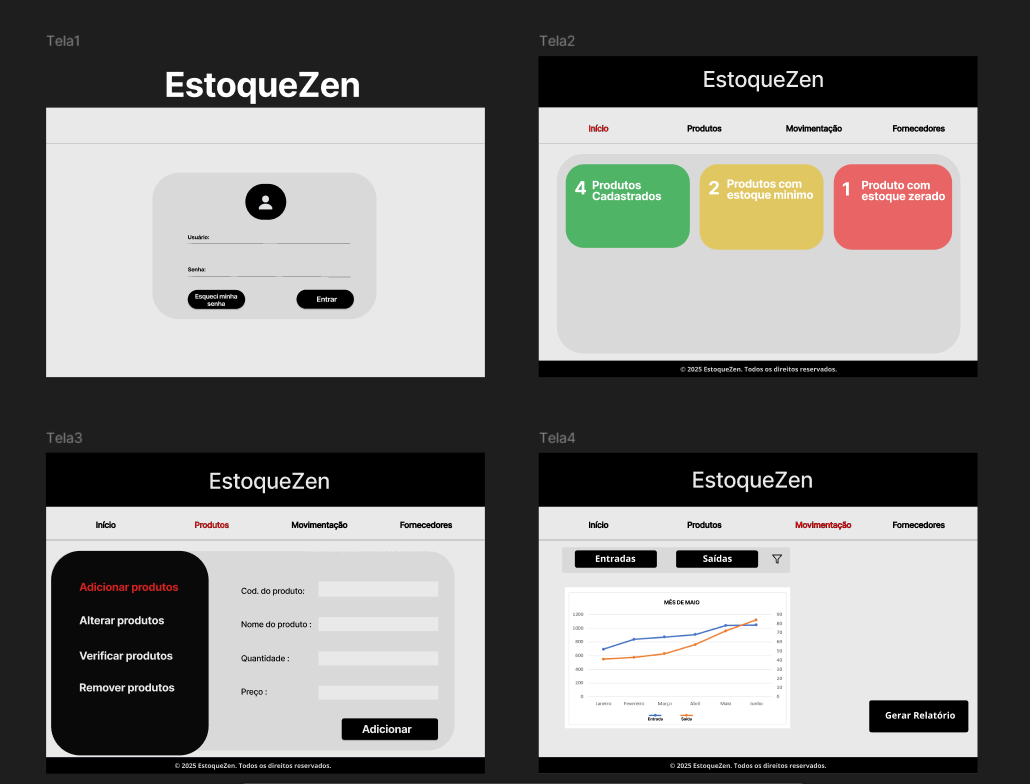 Tela1
EstoqueZen
Usuário:
Senha:
Esqueci minha
senha
Entrar
Tela2
EstoqueZen
Início Produtos Movimentação Fornecedores
4 Produtos
Cadastrados
2 Produtos com
estoque minimo
1 Produto com
estoque zerado
© 2025 EstoqueZen. Todos os direitos reservados.
Tela3
EstoqueZen
Início Produtos Movimentação Fornecedores
Adicionar produtos
Alterar produtos
Verificar produtos
Remover produtos
Cod. do produto:
Nome do produto :
Quantidade :
Preço :
Adicionar
© 2025 EstoqueZen. Todos os direitos reservados.
Tela4
EstoqueZen
Início Produtos Movimentação Fornecedores
Entradas Saídas
MÊS DE MAIO
1200 90
1000 80
800 70
600 60
400 50
200 40
0 30
20
10
0
Janeiro Fevereiro Março Abril Maio Junho
Entrada Saída
Gerar Relatório
© 2025 EstoqueZen. Todos os direitos reservados.